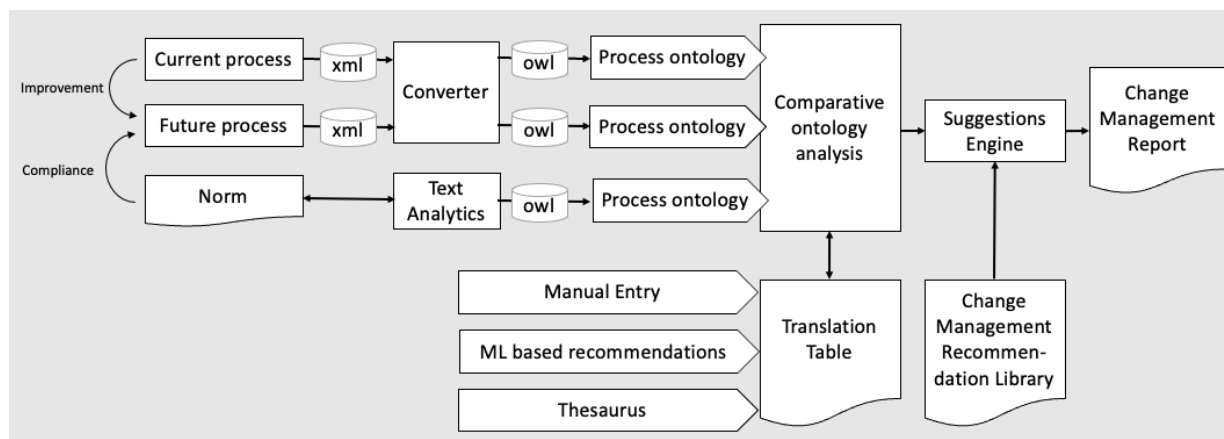 Current process
xml
Converter
owl
Process ontology
Improvement
Future process
xml
owl
Process ontology
Compliance
Norm
Text
Analytics
owl
Process ontology
Comparative
ontology
analysis
Suggestions
Engine
Change
Management
Report
Manual Entry
ML based recommendations
Thesaurus
Translation
Table
Change
Management
Recommen-
dation Library